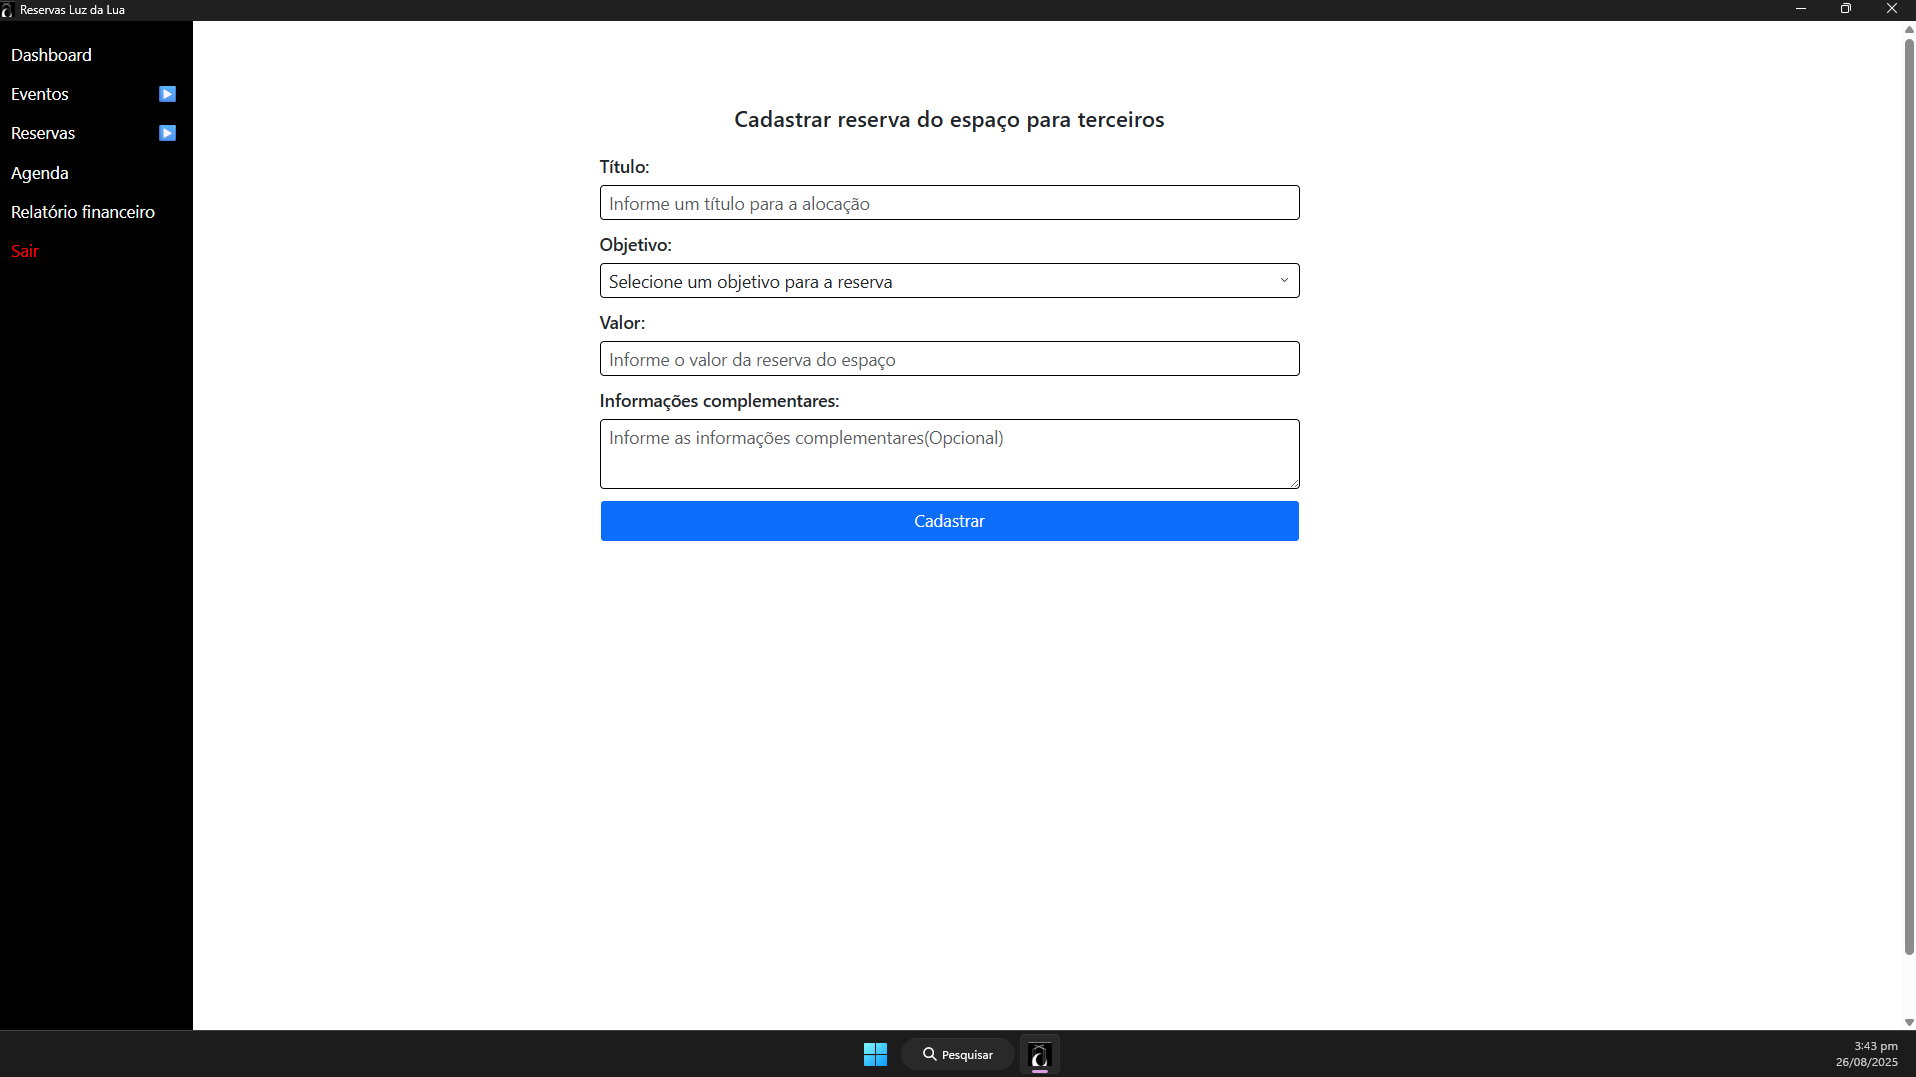 Reservas Luz da Lua
Dashboard
Eventos
Reservas
Agenda
Relatório financeiro
Sair
Cadastrar reserva do espaço para terceiros
Título:
Informe um título para a alocação
Objetivo:
Selecione um objetivo para a reserva
Valor:
Informe o valor da reserva do espaço
Informações complementares:
Informe as informações complementares(Opcional)
Cadastrar
Pesquisar
3:43 pm
26/08/2025